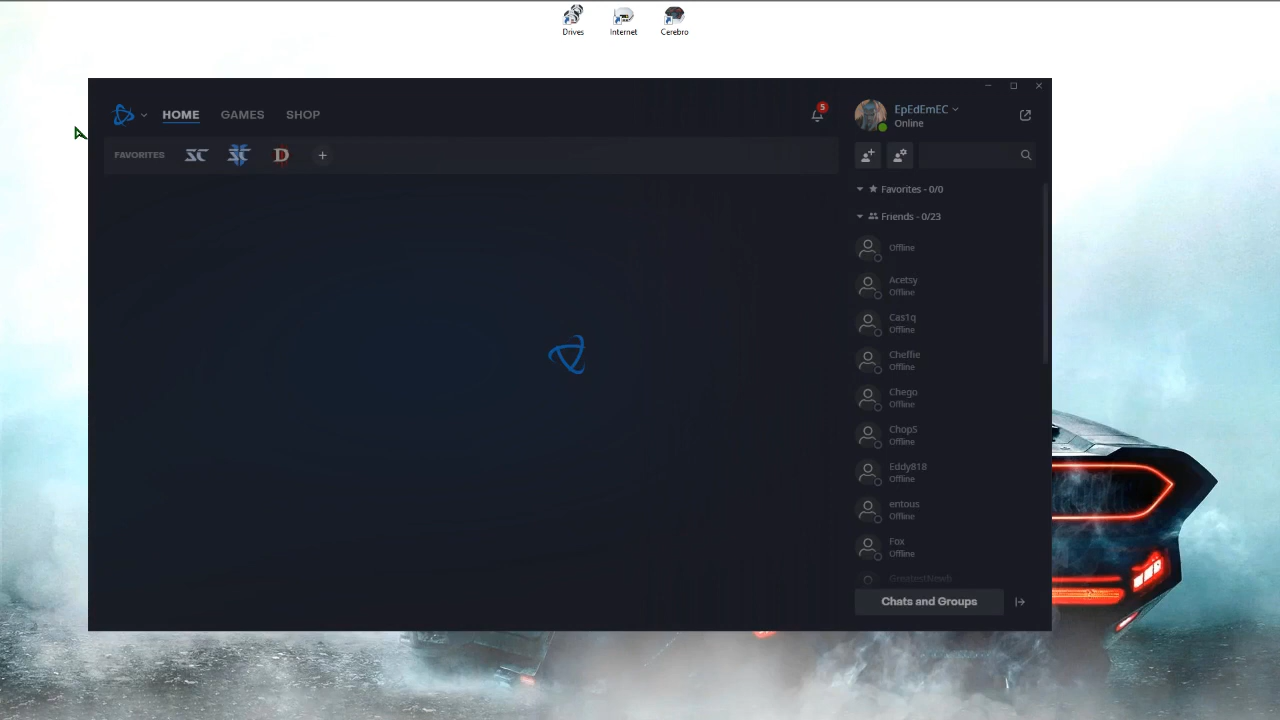 Drives
Internet
Cerebro
HOME
GAMES
SHOP
5
EpEdEmEC
Online
FAVORITES
Favorites - 0/0
Friends - 0/23
Offline
Acetsy
Offline
Cas1q
Offline
Cheffie
Offline
Chego
Offline
ChopS
Offline
Eddy818
Offline
entous
Offline
Fox
Offline
GreatestNewb
Chats and Groups